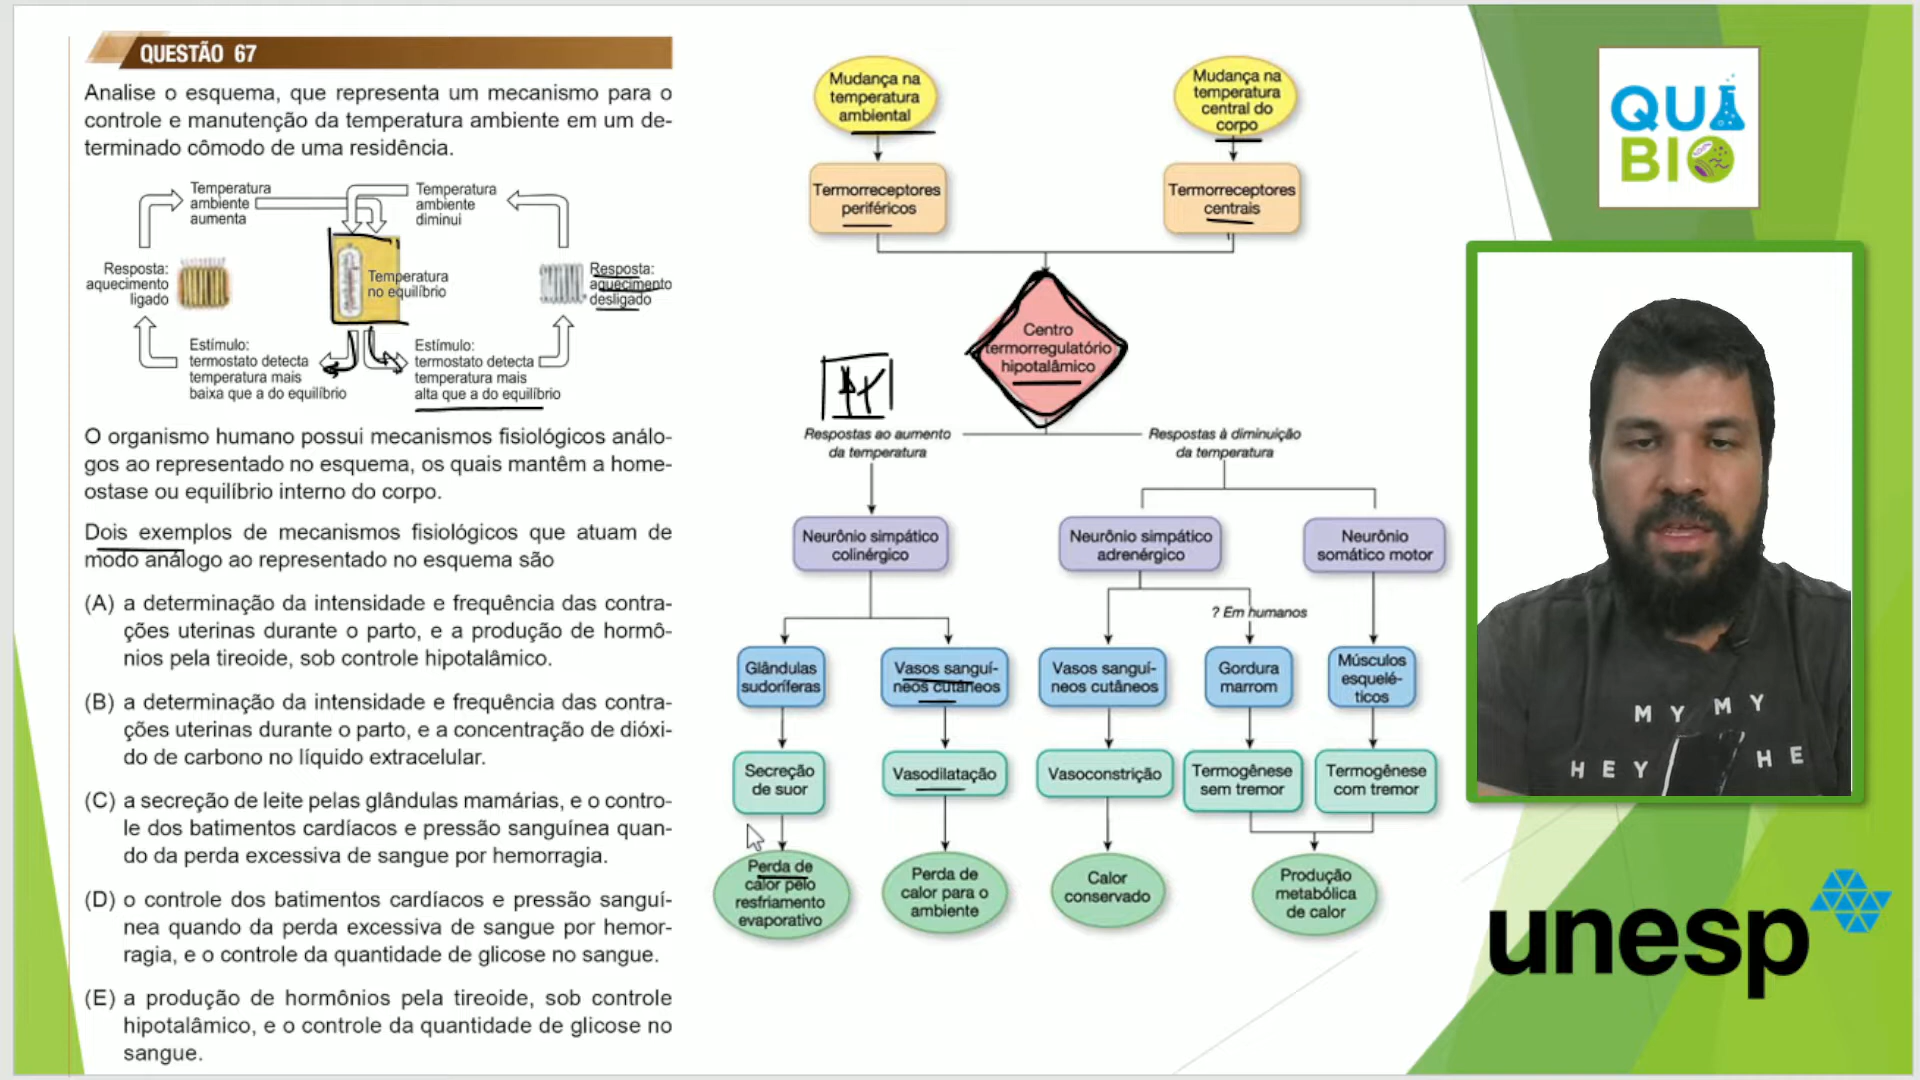 QUESTÃO 67
Analise o esquema, que representa um mecanismo para o
controle e manutenção da temperatura ambiente em um de-
terminado cômodo de uma residência.
Temperatura
ambiente
aumenta
Temperatura
ambiente
diminui
Resposta:
aquecimento
ligado
Temperatura
no equilíbrio
Resposta:
aquecimento
desligado
Estímulo:
termostato detecta
temperatura mais
baixa que a do equilíbrio
Estímulo:
termostato detecta
temperatura mais
alta que a do equilíbrio
O organismo humano possui mecanismos fisiológicos análo-
gos ao representado no esquema, os quais mantêm a home-
ostase ou equilíbrio interno do corpo.
Dois exemplos de mecanismos fisiológicos que atuam de
modo análogo ao representado no esquema são
(A) a determinação da intensidade e frequência das contra-
ções uterinas durante o parto, e a produção de hormô-
nios pela tireoide, sob controle hipotalâmico.
(B) a determinação da intensidade e frequência das contra-
ções uterinas durante o parto, e a concentração de dióxi-
do de carbono no líquido extracelular.
(C) a secreção de leite pelas glândulas mamárias, e o contro-
le dos batimentos cardíacos e pressão sanguínea quan-
do da perda excessiva de sangue por hemorragia.
(D) o controle dos batimentos cardíacos e pressão sanguí-
nea quando da perda excessiva de sangue por hemor-
ragia, e o controle da quantidade de glicose no sangue.
(E) a produção de hormônios pela tireoide, sob controle
hipotalâmico, e o controle da quantidade de glicose no
sangue.
Mudança na
temperatura
ambiental
Mudança na
temperatura
central do
corpo
Termorreceptores
periféricos
Termorreceptores
centrais
Centro
termorregulatório
hipotalâmico
Respostas ao aumento
da temperatura
Respostas à diminuição
da temperatura
Neurônio simpático
colinérgico
Neurônio simpático
adrenérgico
Neurônio
somático motor
? Em humanos
Glândulas
sudoríferas
Vasos sanguí-
neos cutâneos
Vasos sanguí-
neos cutâneos
Gordura
marrom
Músculos
esquelé-
ticos
Secreção
de suor
Vasodilatação
Vasoconstrição
Termogênese
sem tremor
Termogênese
com tremor
Perda de
calor pelo
resfriamento
evaporativo
Perda de
calor para o
ambiente
Calor
conservado
Produção
metabólica
de calor
QUI
BIO
MY MY
HEY HE
unesp